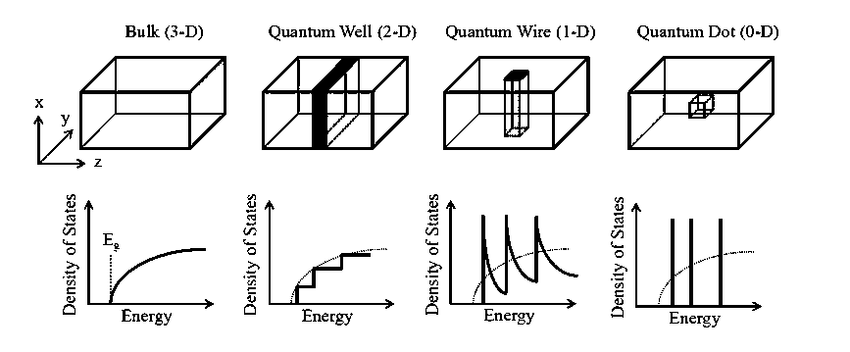 Bulk (3-D)
Quantum Well (2-D)
Quantum Wire (1-D)
Quantum Dot (0-D)
x
y
z
Density of States
Eg
Energy
Density of States
Energy
Density of States
Energy
Density of States
Energy